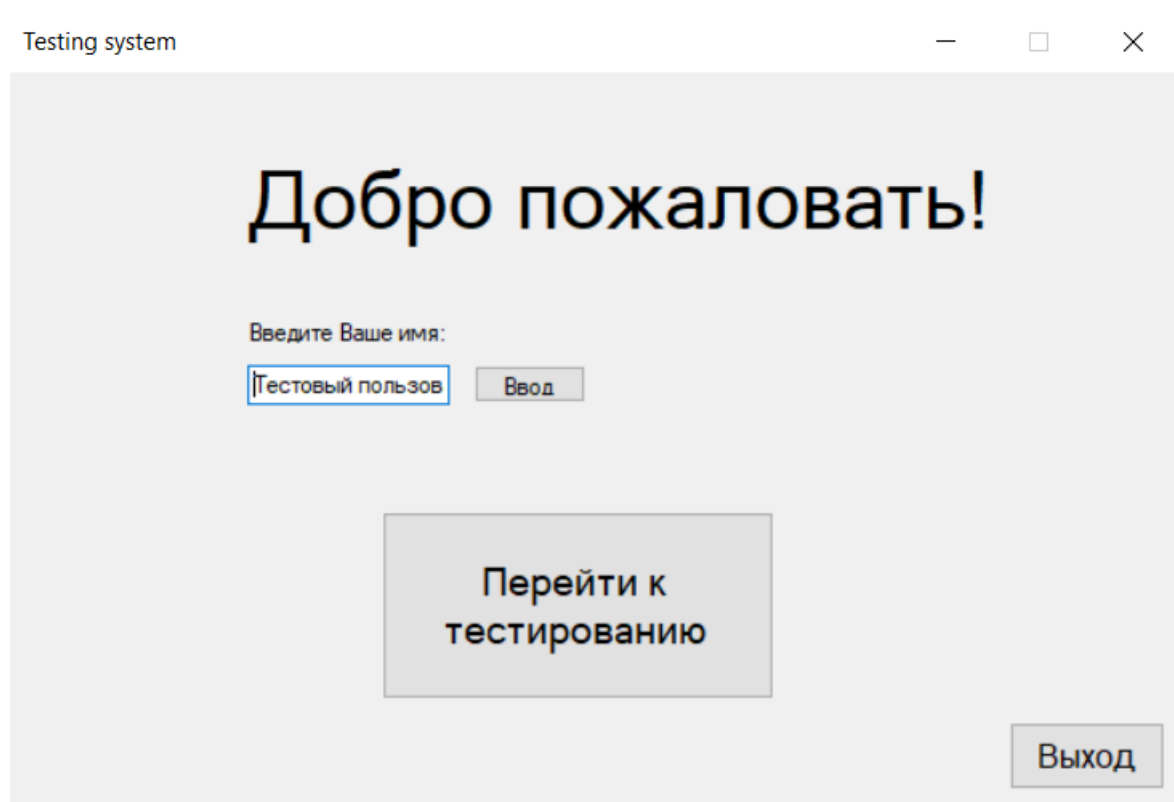 Testing system
Добро пожаловать!
Введите Ваше имя:
Тестовый пользов
Ввод
Перейти к
тестированию
Выход